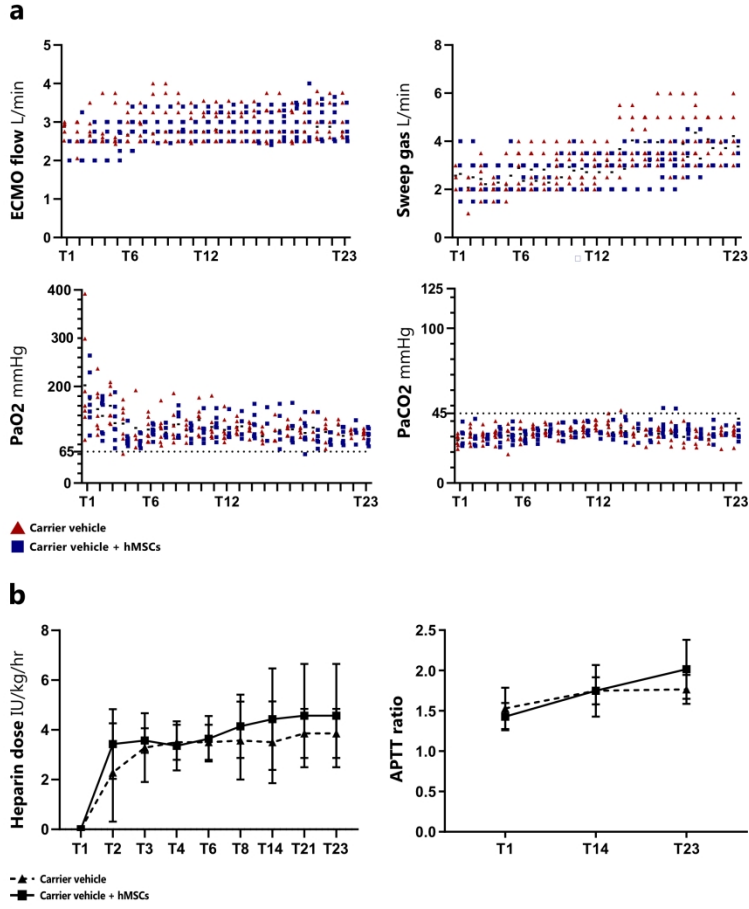 a
ECMO flow L/min
5
4
3
2
1
0
T1 T6 T12 T23
Sweep gas L/min
8
6
4
2
0
T1 T6 T12 T23
PaO2 mmHg
400
300
200
65
0
T1 T6 T12 T23
PaCO2 mmHg
125
100
45
0
T1 T6 T12 T23
Carrier vehicle
Carrier vehicle + hMSCs
b
Heparin dose IU/kg/hr
8
6
4
2
0
T1 T2 T3 T4 T6 T8 T14 T21 T23
APTT ratio
2.5
2.0
1.5
1.0
0.5
0.0
T1 T14 T23
Carrier vehicle
Carrier vehicle + hMSCs